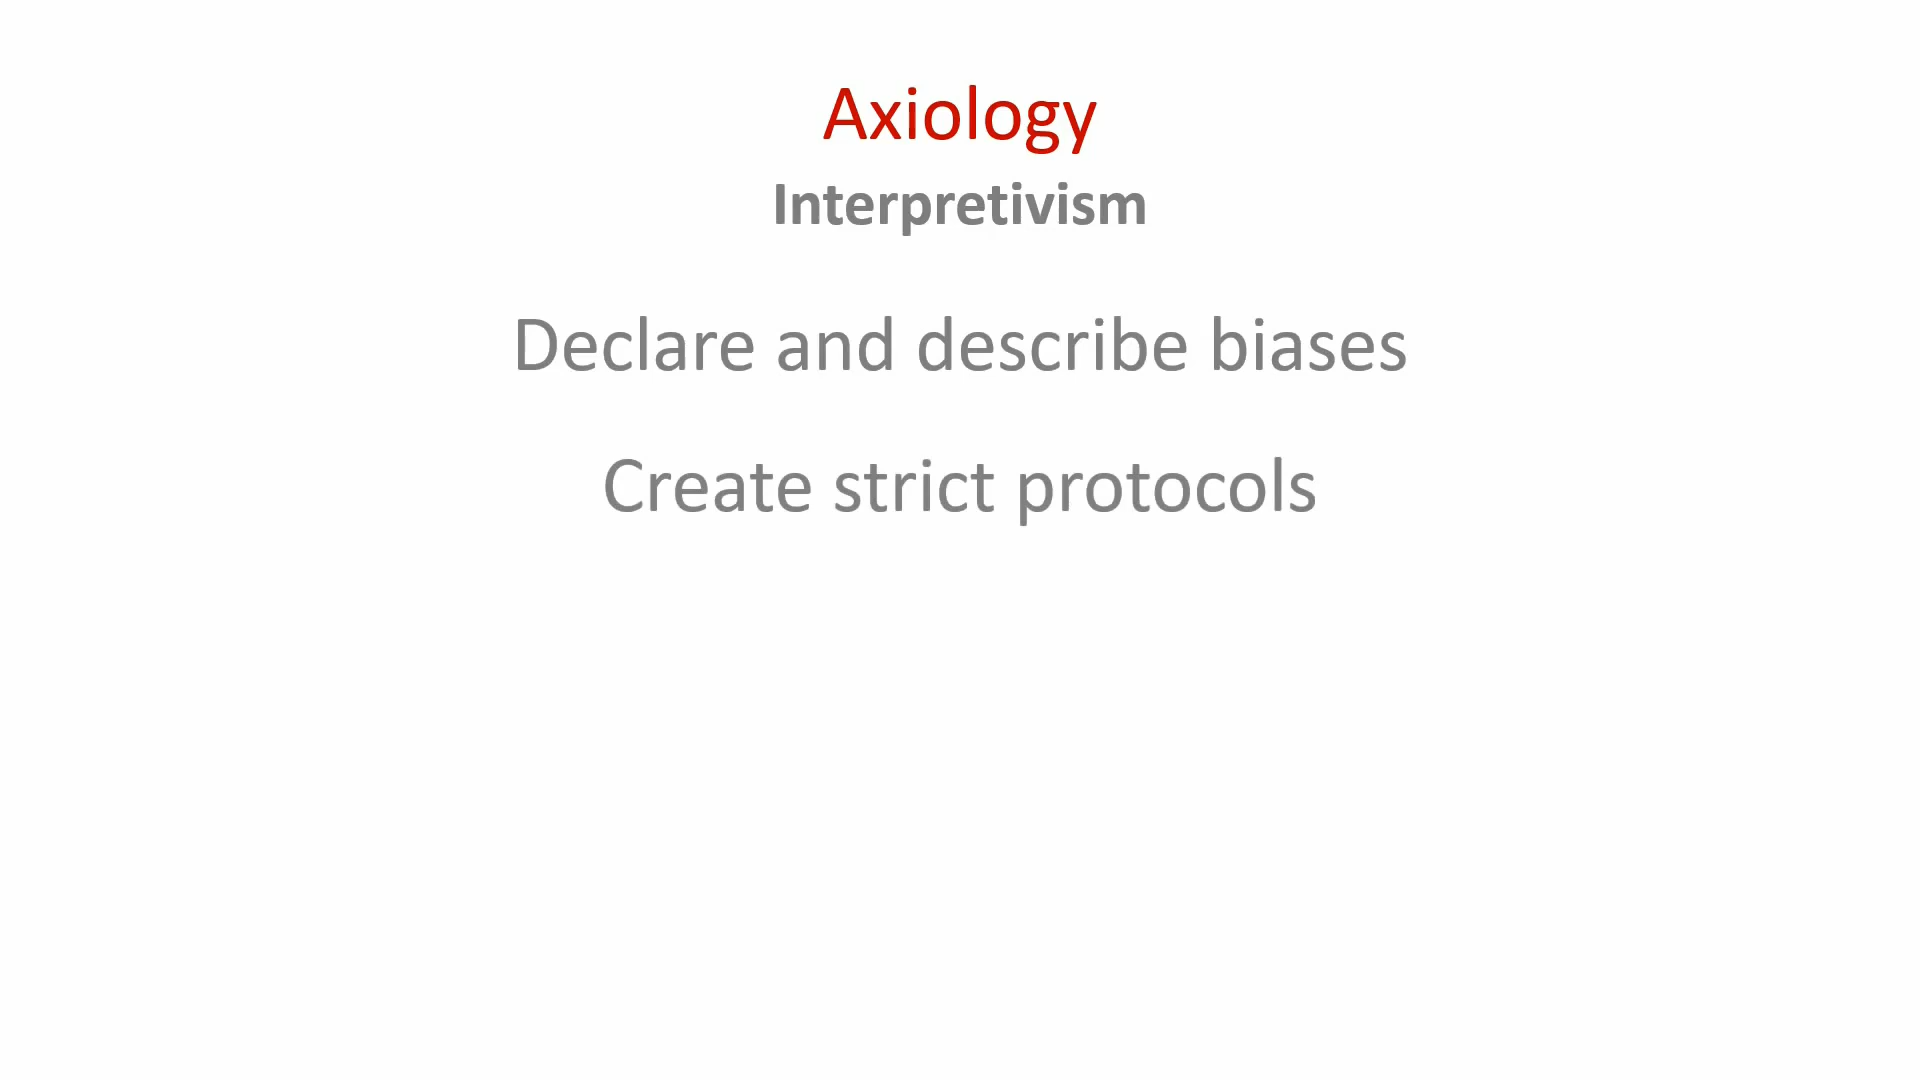 Axiology
Interpretivism
Declare and describe biases
Create strict protocols